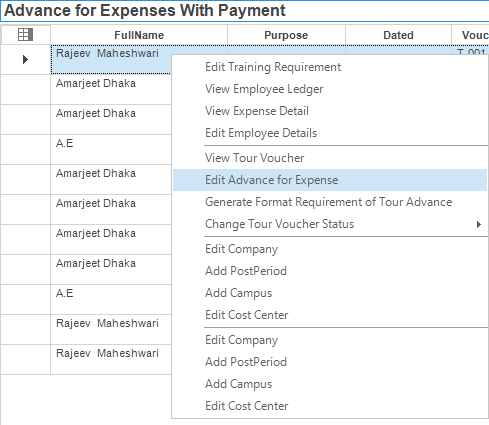 Advance for Expenses With Payment
FullName Purpose Dated Vouc
Rajeev Maheshwari T-001
Edit Training Requirement
Amarjeet Dhaka
View Employee Ledger
Amarjeet Dhaka
View Expense Detail
Edit Employee Details
A.E
View Tour Voucher
Amarjeet Dhaka
Edit Advance for Expense
Amarjeet Dhaka
Generate Format Requirement of Tour Advance
Change Tour Voucher Status
Amarjeet Dhaka
Edit Company
Amarjeet Dhaka
Add PostPeriod
A.E
Add Campus
Edit Cost Center
Rajeev Maheshwari
Edit Company
Rajeev Maheshwari
Add PostPeriod
Add Campus
Edit Cost Center